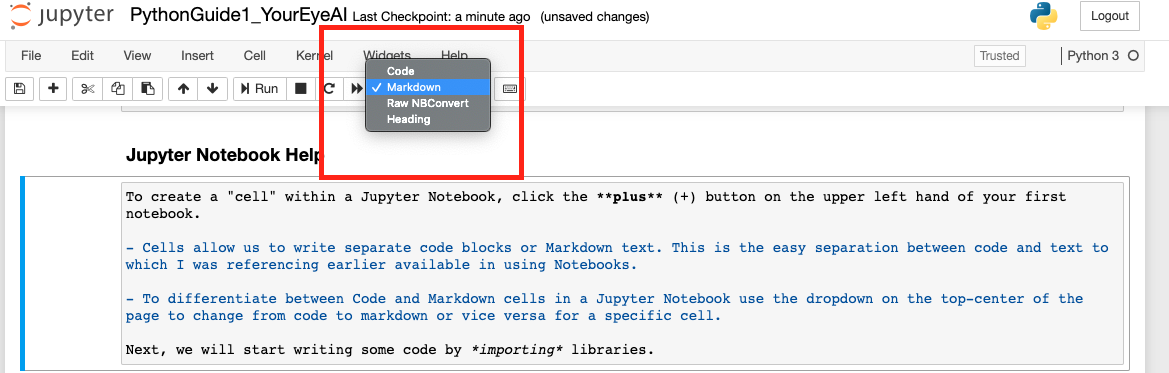 jupyter PythonGuide1_YourEyeAI Last Checkpoint: a minute ago (unsaved changes) Logout
File Edit View Insert Cell Kernel Widgets Help Trusted Python 3
Run
Code
✓ Markdown
Raw NBConvert
Heading
Jupyter Notebook Help
To create a "cell" within a Jupyter Notebook, click the **plus** (+) button on the upper left hand of your first
notebook.
- Cells allow us to write separate code blocks or Markdown text. This is the easy separation between code and text to
which I was referencing earlier available in using Notebooks.
- To differentiate between Code and Markdown cells in a Jupyter Notebook use the dropdown on the top-center of the
page to change from code to markdown or vice versa for a specific cell.
Next, we will start writing some code by *importing* libraries.